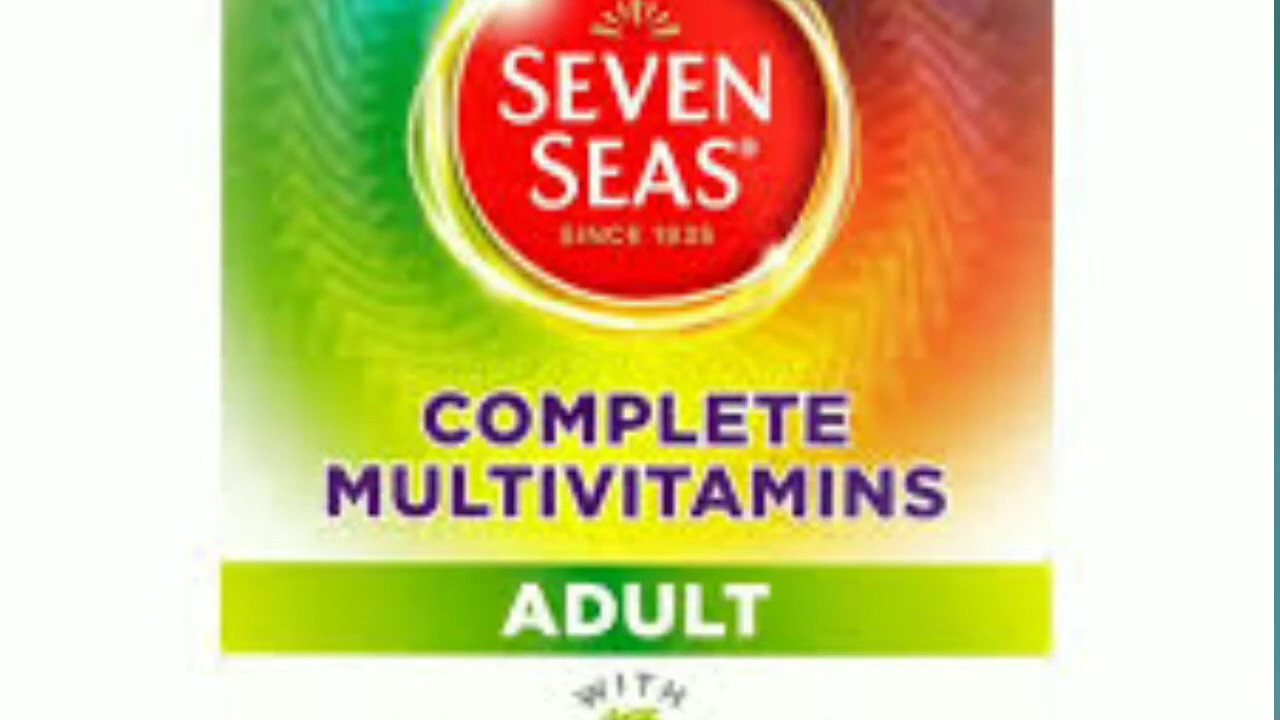 SEVEN
SEAS®
SINCE 1935
COMPLETE
MULTIVITAMINS
ADULT
WITH